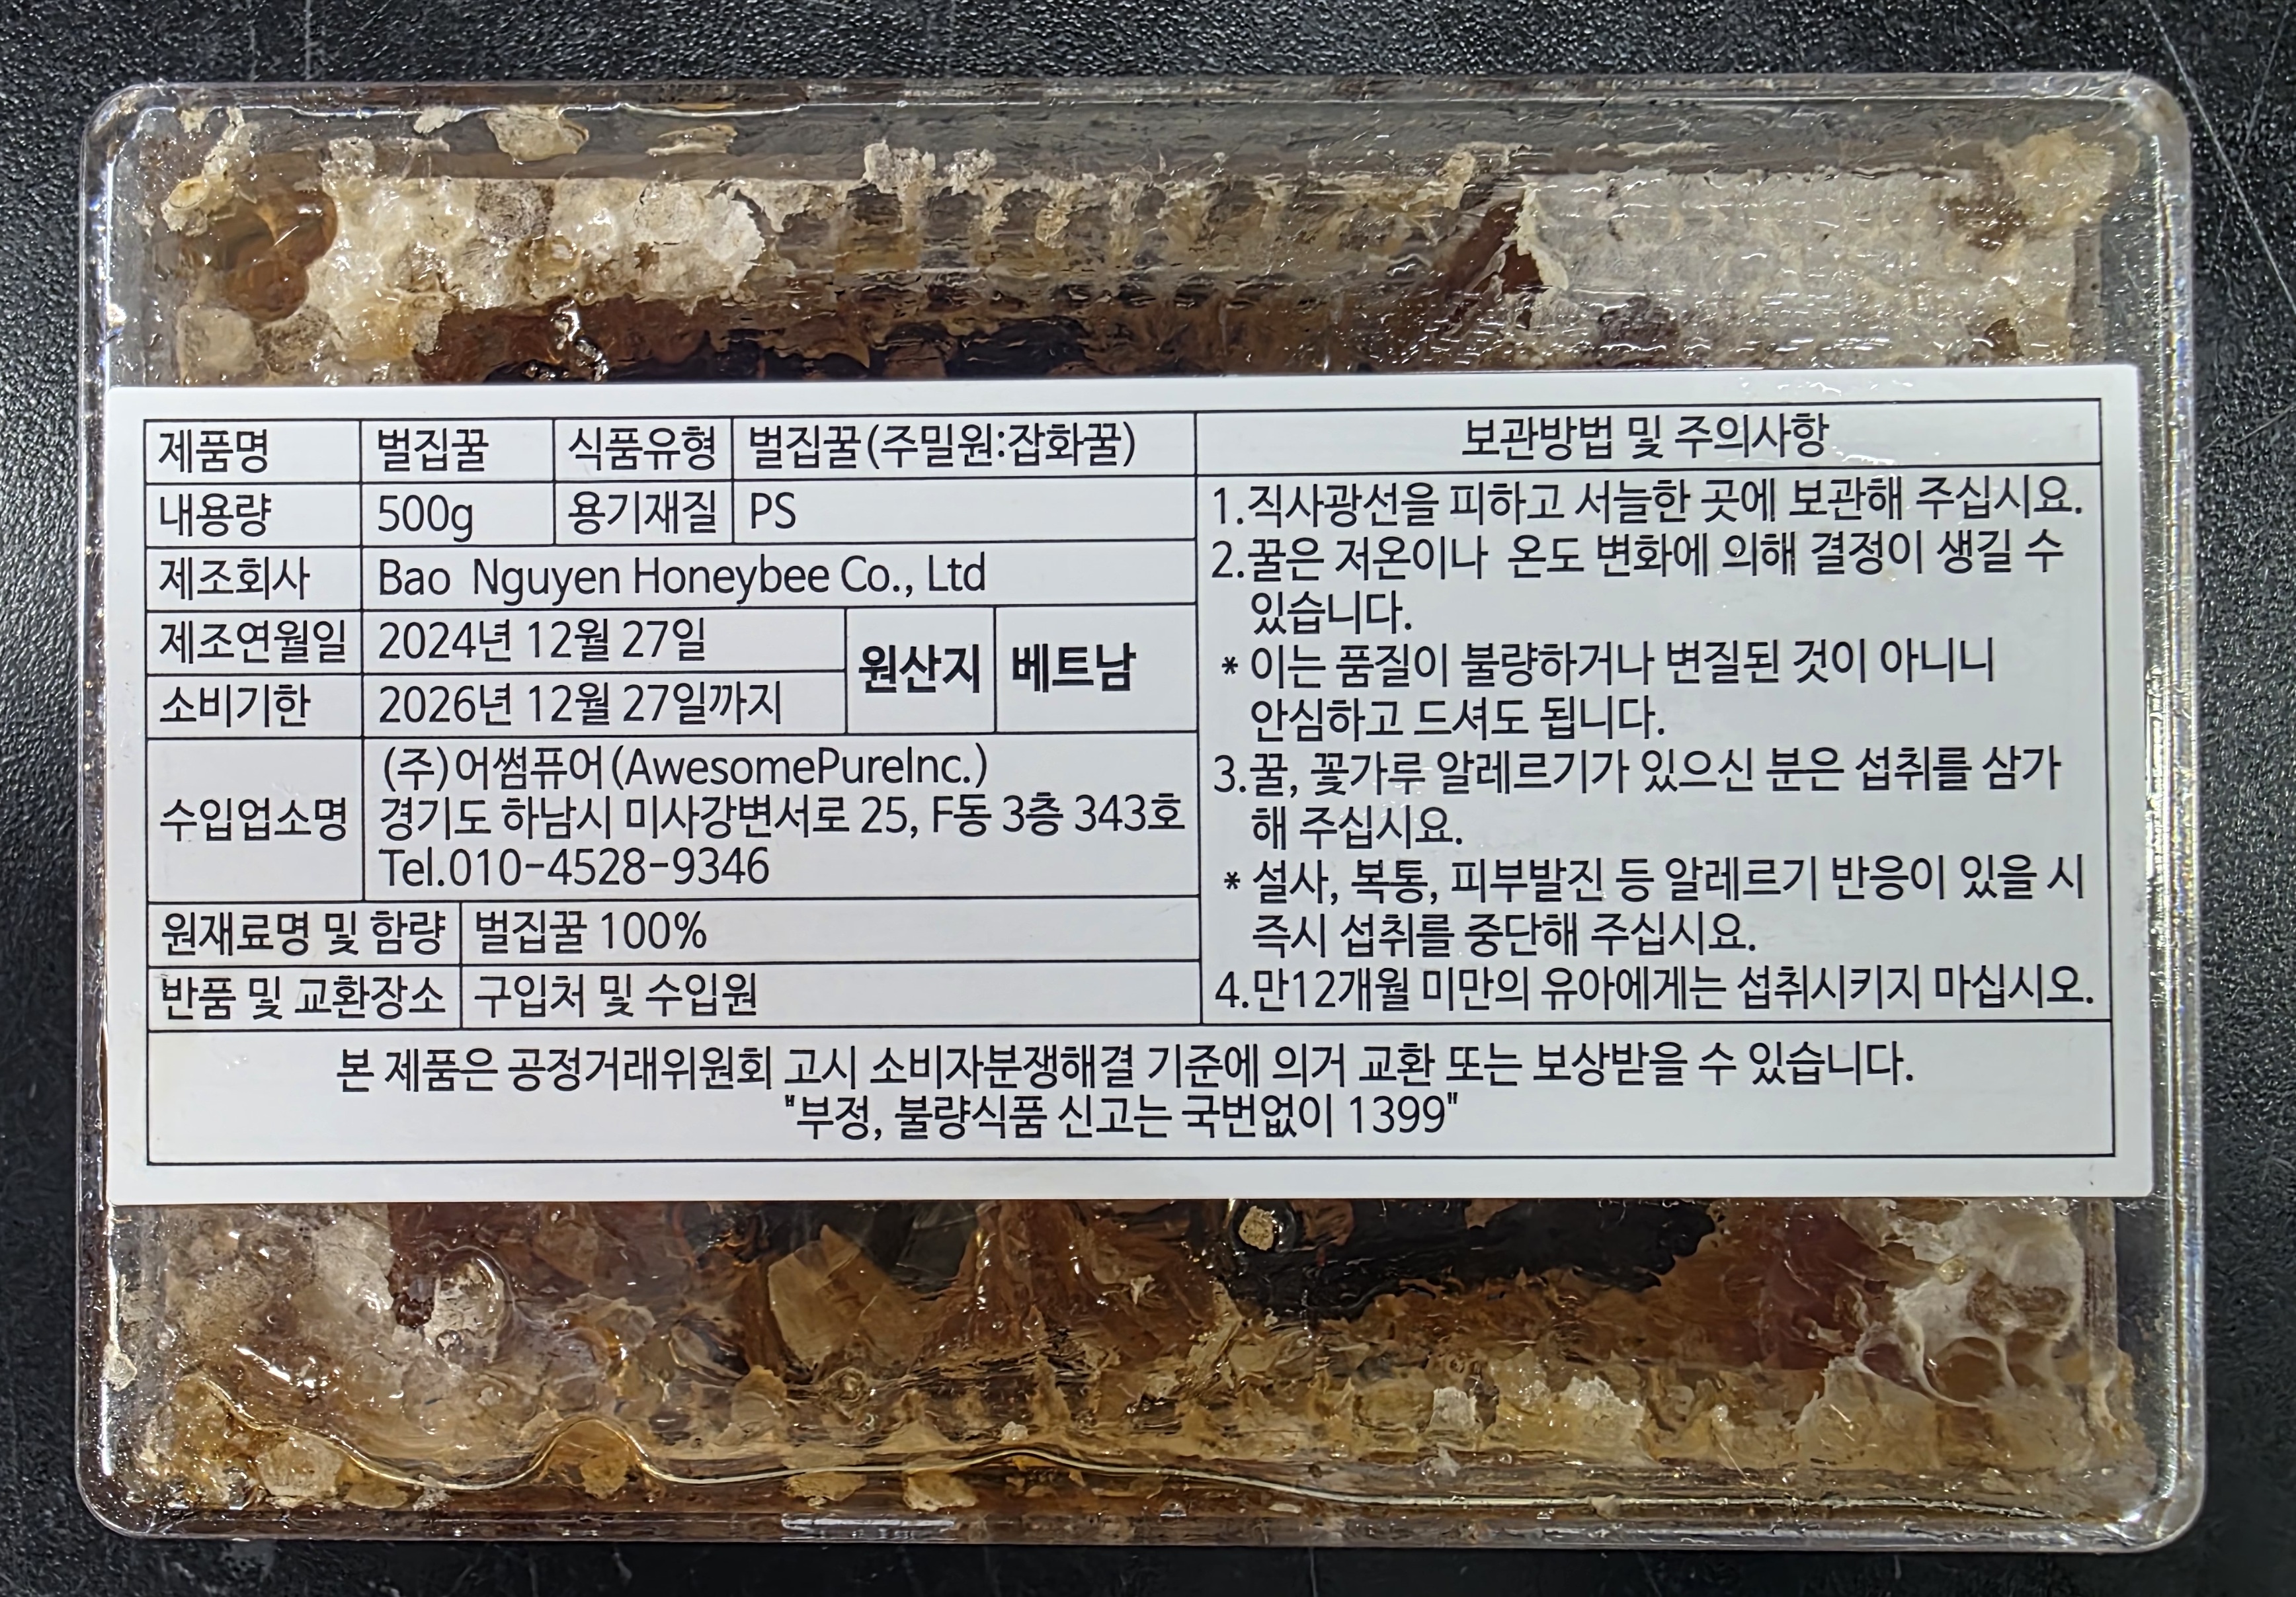 제품명 벌집꿀 식품유형 벌집꿀(주밀원:잡화꿀)
내용량 500g 용기재질 PS
제조회사 Bao Nguyen Honeybee Co., Ltd
제조연월일 2024년 12월 27일
소비기한 2026년 12월 27일까지
원산지 베트남
수입업소명 (주)어썸퓨어(AwesomePureInc.)
경기도 하남시 미사강변서로 25, F동 3층 343호
Tel.010-4528-9346
원재료명 및 함량 벌집꿀 100%
반품 및 교환장소 구입처 및 수입원
보관방법 및 주의사항
1.직사광선을 피하고 서늘한 곳에 보관해 주십시요.
2.꿀은 저온이나 온도 변화에 의해 결정이 생길 수
있습니다.
* 이는 품질이 불량하거나 변질된 것이 아니니
안심하고 드셔도 됩니다.
3.꿀, 꽃가루 알레르기가 있으신 분은 섭취를 삼가
해 주십시요.
* 설사, 복통, 피부발진 등 알레르기 반응이 있을 시
즉시 섭취를 중단해 주십시요.
4.만12개월 미만의 유아에게는 섭취시키지 마십시오.
본 제품은 공정거래위원회 고시 소비자분쟁해결 기준에 의거 교환 또는 보상받을 수 있습니다.
"부정, 불량식품 신고는 국번없이 1399"